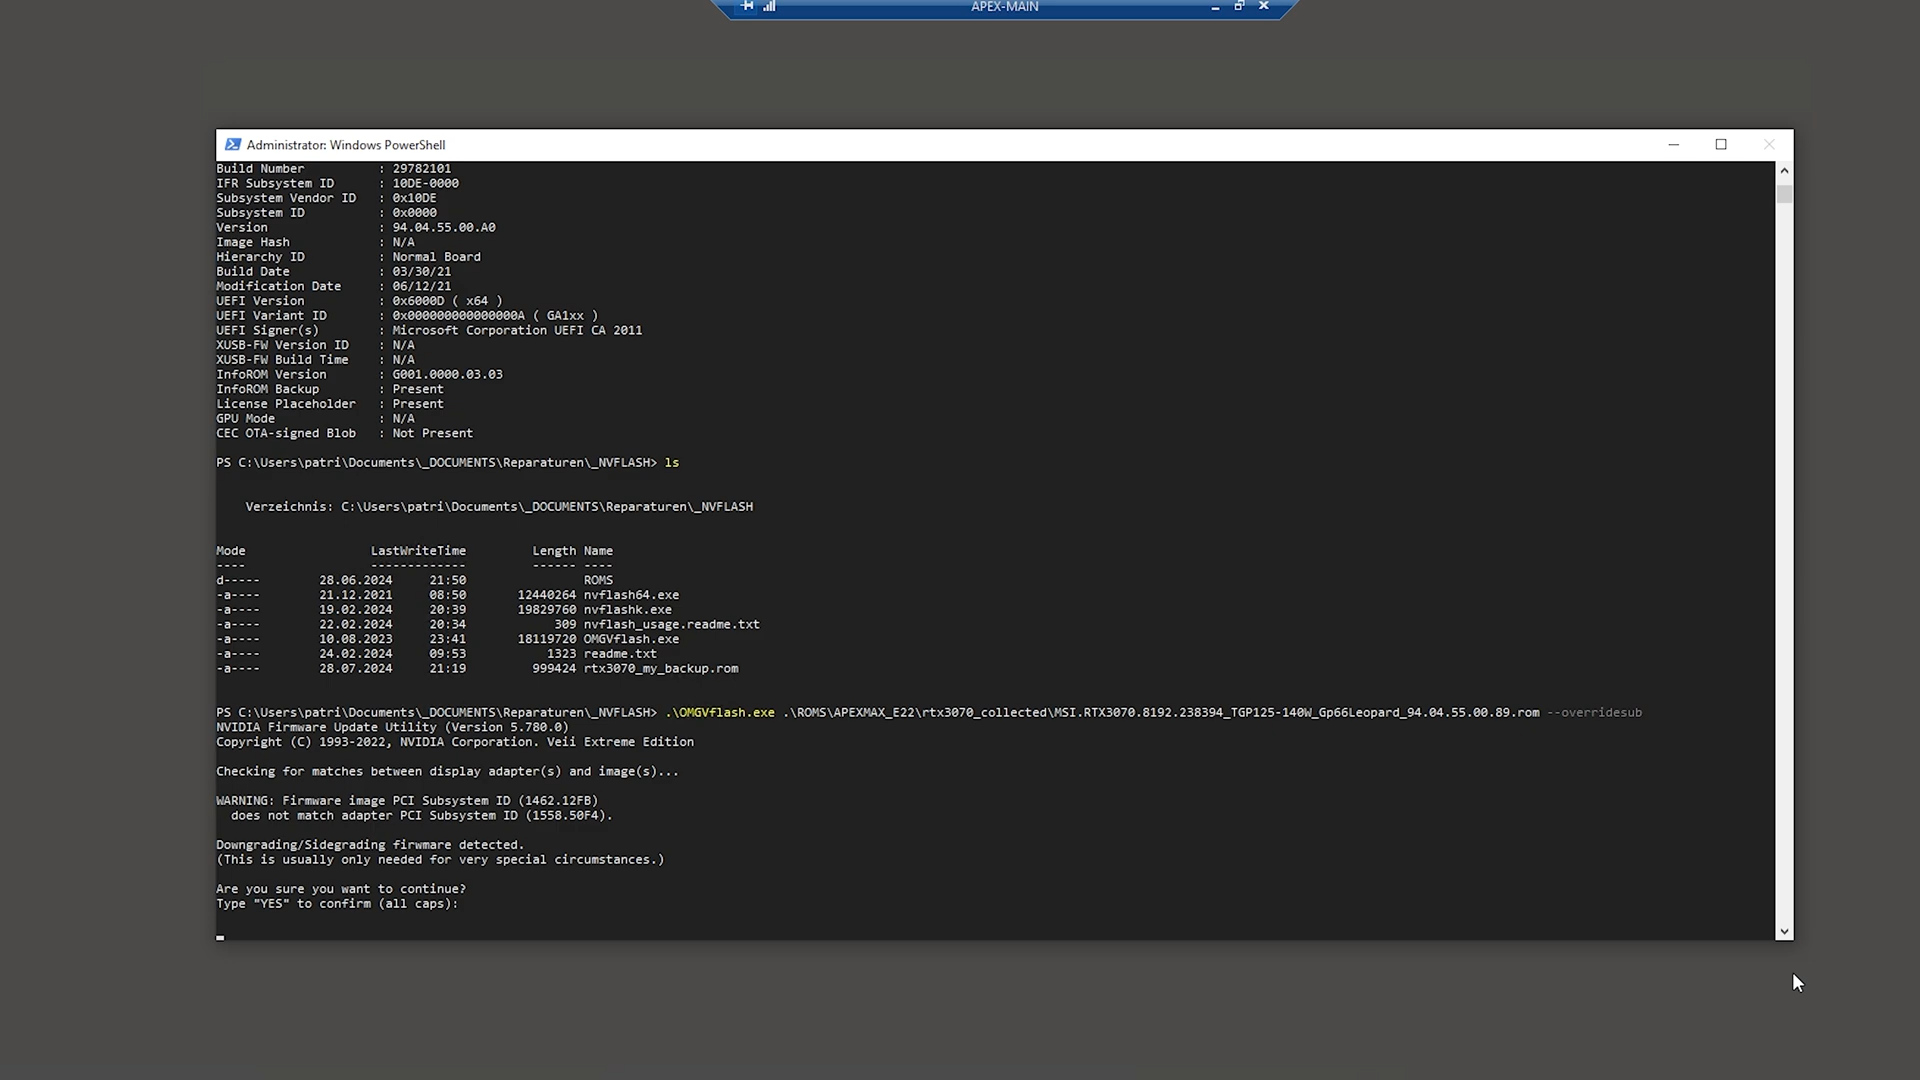 APEX-MAIN
Administrator: Windows PowerShell
Build Number          : 29782101
IFR Subsystem ID      : 10DE-0000
Subsystem Vendor ID   : 0x10DE
Subsystem ID          : 0x0000
Version               : 94.04.55.00.A0
Image Hash            : N/A
Hierarchy ID          : Normal Board
Build Date            : 03/30/21
Modification Date     : 06/12/21
UEFI Version          : 0x6000D ( x64 )
UEFI Variant ID       : 0x000000000000000A ( GA1xx )
UEFI Signer(s)        : Microsoft Corporation UEFI CA 2011
XUSB-FW Version ID    : N/A
XUSB-FW Build Time    : N/A
InfoROM Version       : G001.0000.03.03
InfoROM Backup        : Present
License Placeholder   : Present
GPU Mode              : N/A
CEC OTA-signed Blob   : Not Present
PS C:\Users\patri\Documents\_DOCUMENTS\Reparaturen\_NVFLASH> ls
Verzeichnis: C:\Users\patri\Documents\_DOCUMENTS\Reparaturen\_NVFLASH
Mode                 LastWriteTime         Length Name
----                 -------------         ------ ----
d-----        28.06.2024     21:50                ROMS
-a----        21.12.2021     08:50       12440264 nvflash64.exe
-a----        19.02.2024     20:39       19829760 nvflashk.exe
-a----        22.02.2024     20:34            309 nvflash_usage.readme.txt
-a----        10.08.2023     23:41       18119720 OMGVflash.exe
-a----        24.02.2024     09:53           1323 readme.txt
-a----        28.07.2024     21:19         999424 rtx3070_my_backup.rom
PS C:\Users\patri\Documents\_DOCUMENTS\Reparaturen\_NVFLASH> .\OMGVflash.exe .\ROMS\APEXMAX_E22\rtx3070_collected\MSI.RTX3070.8192.238394_TGP125-140W_Gp66Leopard_94.04.55.00.89.rom --overridesub
NVIDIA Firmware Update Utility (Version 5.780.0)
Copyright (C) 1993-2022, NVIDIA Corporation. Veii Extreme Edition
Checking for matches between display adapter(s) and image(s)...
WARNING: Firmware image PCI Subsystem ID (1462.12FB)
does not match adapter PCI Subsystem ID (1558.50F4).
Downgrading/Sidegrading firwmare detected.
(This is usually only needed for very special circumstances.)
Are you sure you want to continue?
Type "YES" to confirm (all caps):